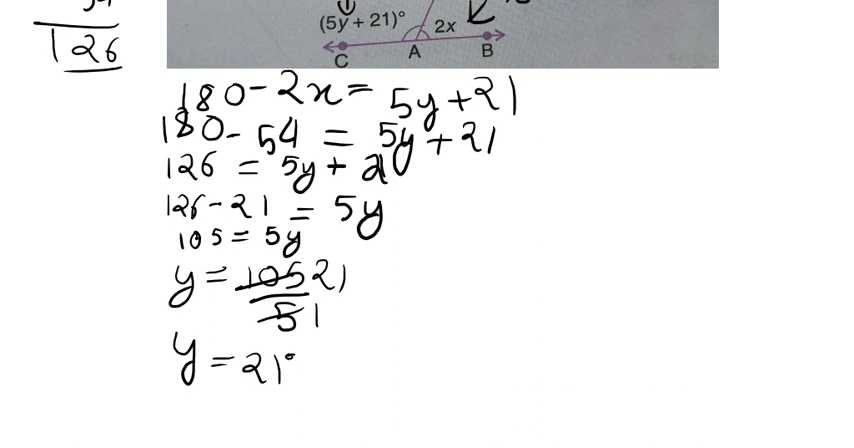 126
(5y + 21)° 2x
C A B
180 - 2x = 5y + 21
180 - 54 = 5y + 21
126 = 5y + 21
126 - 21 = 5y
105 = 5y
y = 105 21
5 1
y = 21°